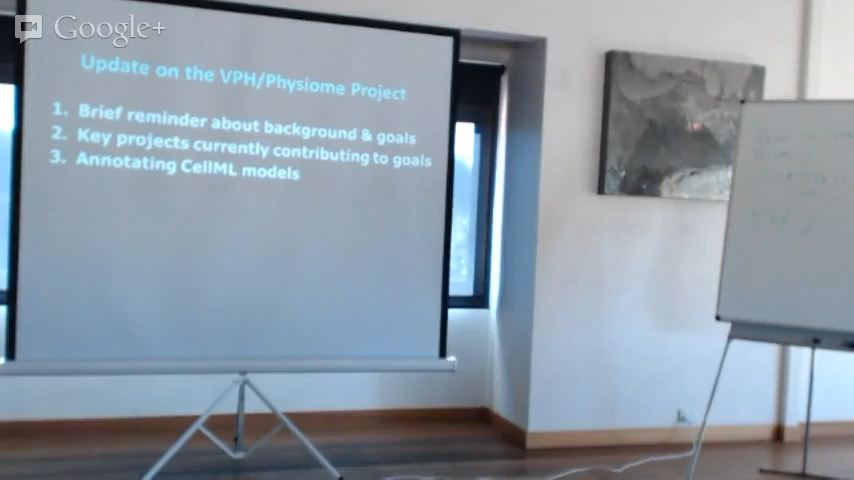 Google+
Update on the VPH/Physiome Project
1. Brief reminder about background & goals
2. Key projects currently contributing to goals
3. Annotating CellML models